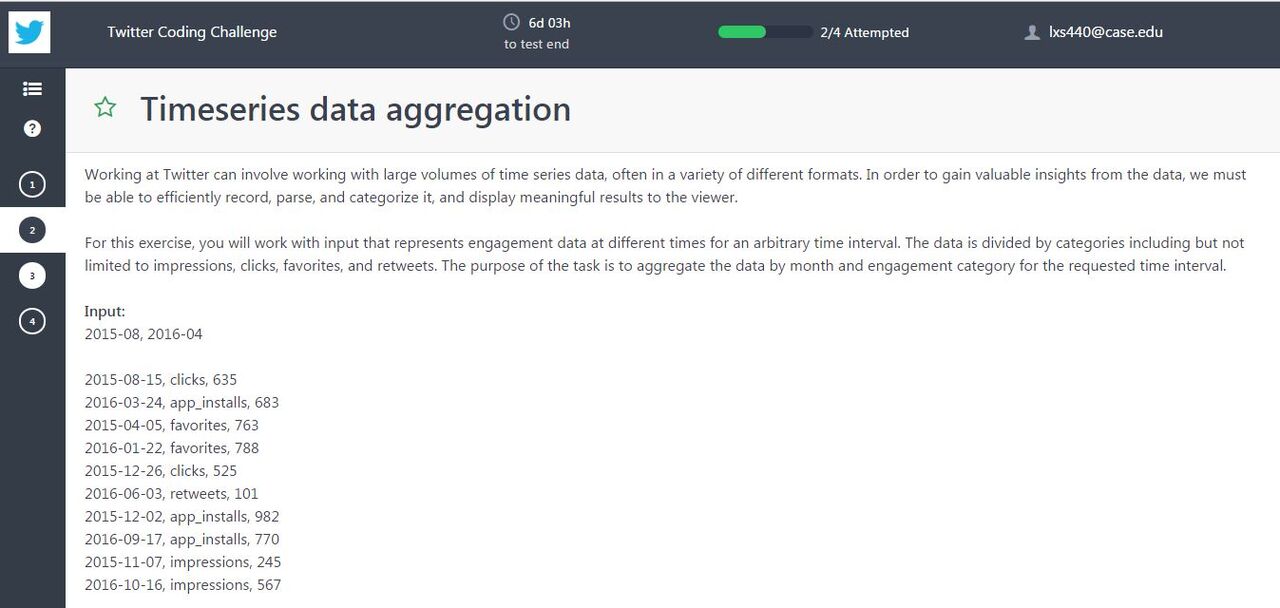 Twitter Coding Challenge
6d 03h
to test end
2/4 Attempted
lxs440@case.edu
?
1
2
3
4
Timeseries data aggregation
Working at Twitter can involve working with large volumes of time series data, often in a variety of different formats. In order to gain valuable insights from the data, we must
be able to efficiently record, parse, and categorize it, and display meaningful results to the viewer.
For this exercise, you will work with input that represents engagement data at different times for an arbitrary time interval. The data is divided by categories including but not
limited to impressions, clicks, favorites, and retweets. The purpose of the task is to aggregate the data by month and engagement category for the requested time interval.
Input:
2015-08, 2016-04
2015-08-15, clicks, 635
2016-03-24, app_installs, 683
2015-04-05, favorites, 763
2016-01-22, favorites, 788
2015-12-26, clicks, 525
2016-06-03, retweets, 101
2015-12-02, app_installs, 982
2016-09-17, app_installs, 770
2015-11-07, impressions, 245
2016-10-16, impressions, 567